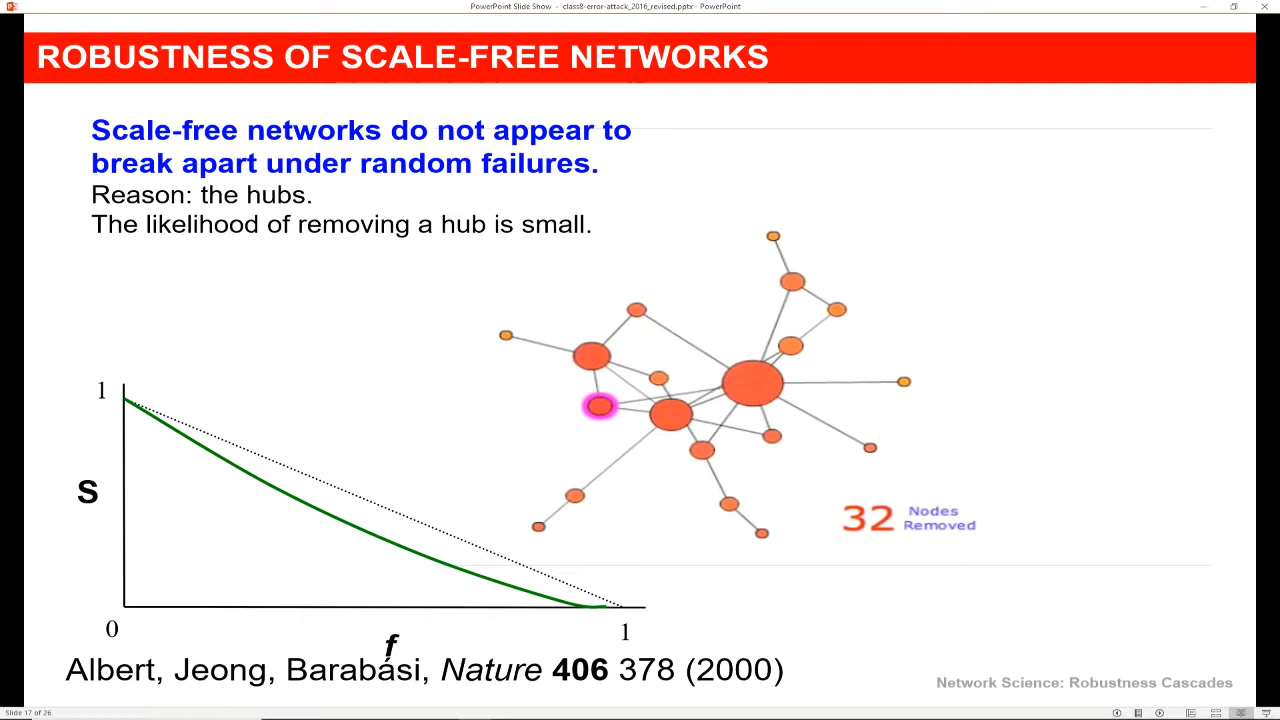 PowerPoint Slide Show - class8-error-attack_2016_revised.pptx - PowerPoint
ROBUSTNESS OF SCALE-FREE NETWORKS
Scale-free networks do not appear to
break apart under random failures.
Reason: the hubs.
The likelihood of removing a hub is small.
1
S
32 Nodes
Removed
0
1
f
Albert, Jeong, Barabási, Nature 406 378 (2000)
Network Science: Robustness Cascades
Slide 17 of 26